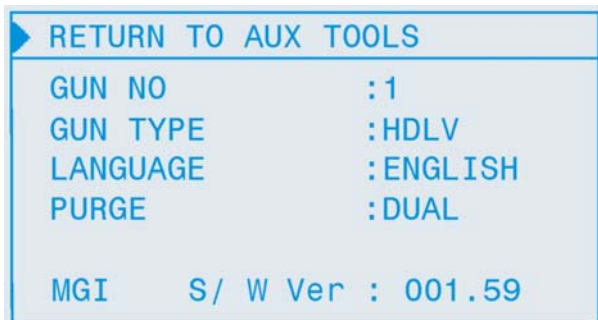 RETURN TO AUX TOOLS
GUN NO :1
GUN TYPE :HDLV
LANGUAGE :ENGLISH
PURGE :DUAL
MGI S/ W Ver : 001.59